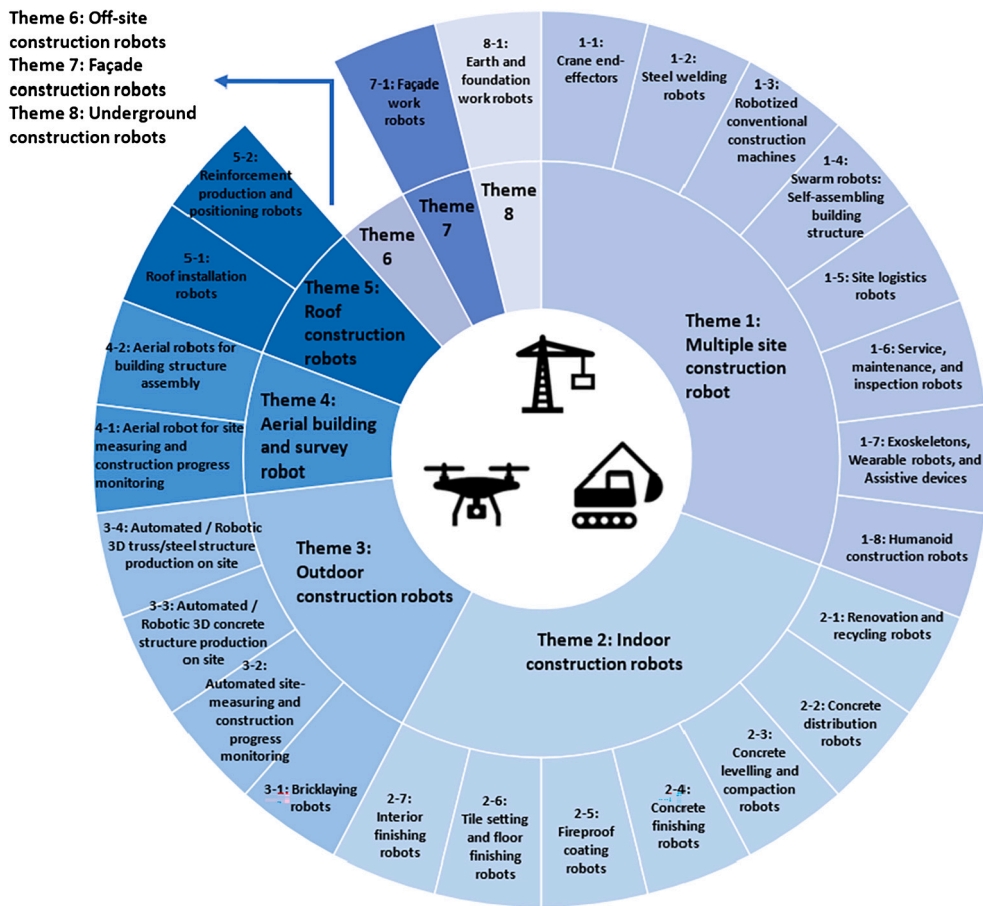 Theme 6: Off-site
construction robots
Theme 7: Façade
construction robots
Theme 8: Underground
construction robots
7-1: Façade
work
robots
8-1:
Earth and
foundation
work robots
1-1:
Crane end-
effectors
1-2:
Steel welding
robots
1-3:
Robotized
conventional
construction
machines
1-4:
Swarm robots:
Self-assembling
building
structure
1-5: Site logistics
robots
1-6: Service,
maintenance, and
inspection robots
1-7: Exoskeletons,
Wearable robots, and
Assistive devices
1-8: Humanoid
construction robots
2-1: Renovation and
recycling robots
2-2: Concrete
distribution
robots
2-3:
Concrete
levelling and
compaction
robots
2-4:
Concrete
finishing
robots
2-5:
Fireproof
coating
robots
2-6:
Tile setting
and floor
finishing
robots
2-7:
Interior
finishing
robots
3-1: Bricklaying
robots
3-2:
Automated site-
measuring and
construction
progress
monitoring
3-3: Automated /
Robotic 3D concrete
structure production
on site
3-4: Automated / Robotic
3D truss/steel structure
production on site
4-1: Aerial robot for site
measuring and
construction progress
monitoring
4-2: Aerial robots for
building structure
assembly
5-1:
Roof installation
robots
5-2:
Reinforcement
production and
positioning robots
Theme
6
Theme
7
Theme
8
Theme 1:
Multiple site
construction
robot
Theme 2: Indoor
construction robots
Theme 3:
Outdoor
construction robots
Theme 4:
Aerial building
and survey
robot
Theme 5:
Roof
construction
robots